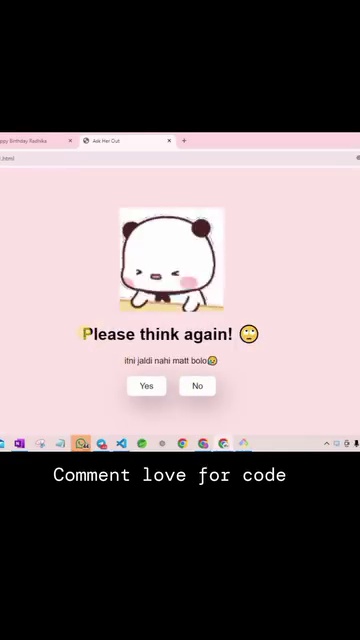 ppy Birthday Radhika
Ask Her Out
.html
Please think again! 🙄
itni jaldi nahi matt bolo😭
Yes
No
Comment love for code